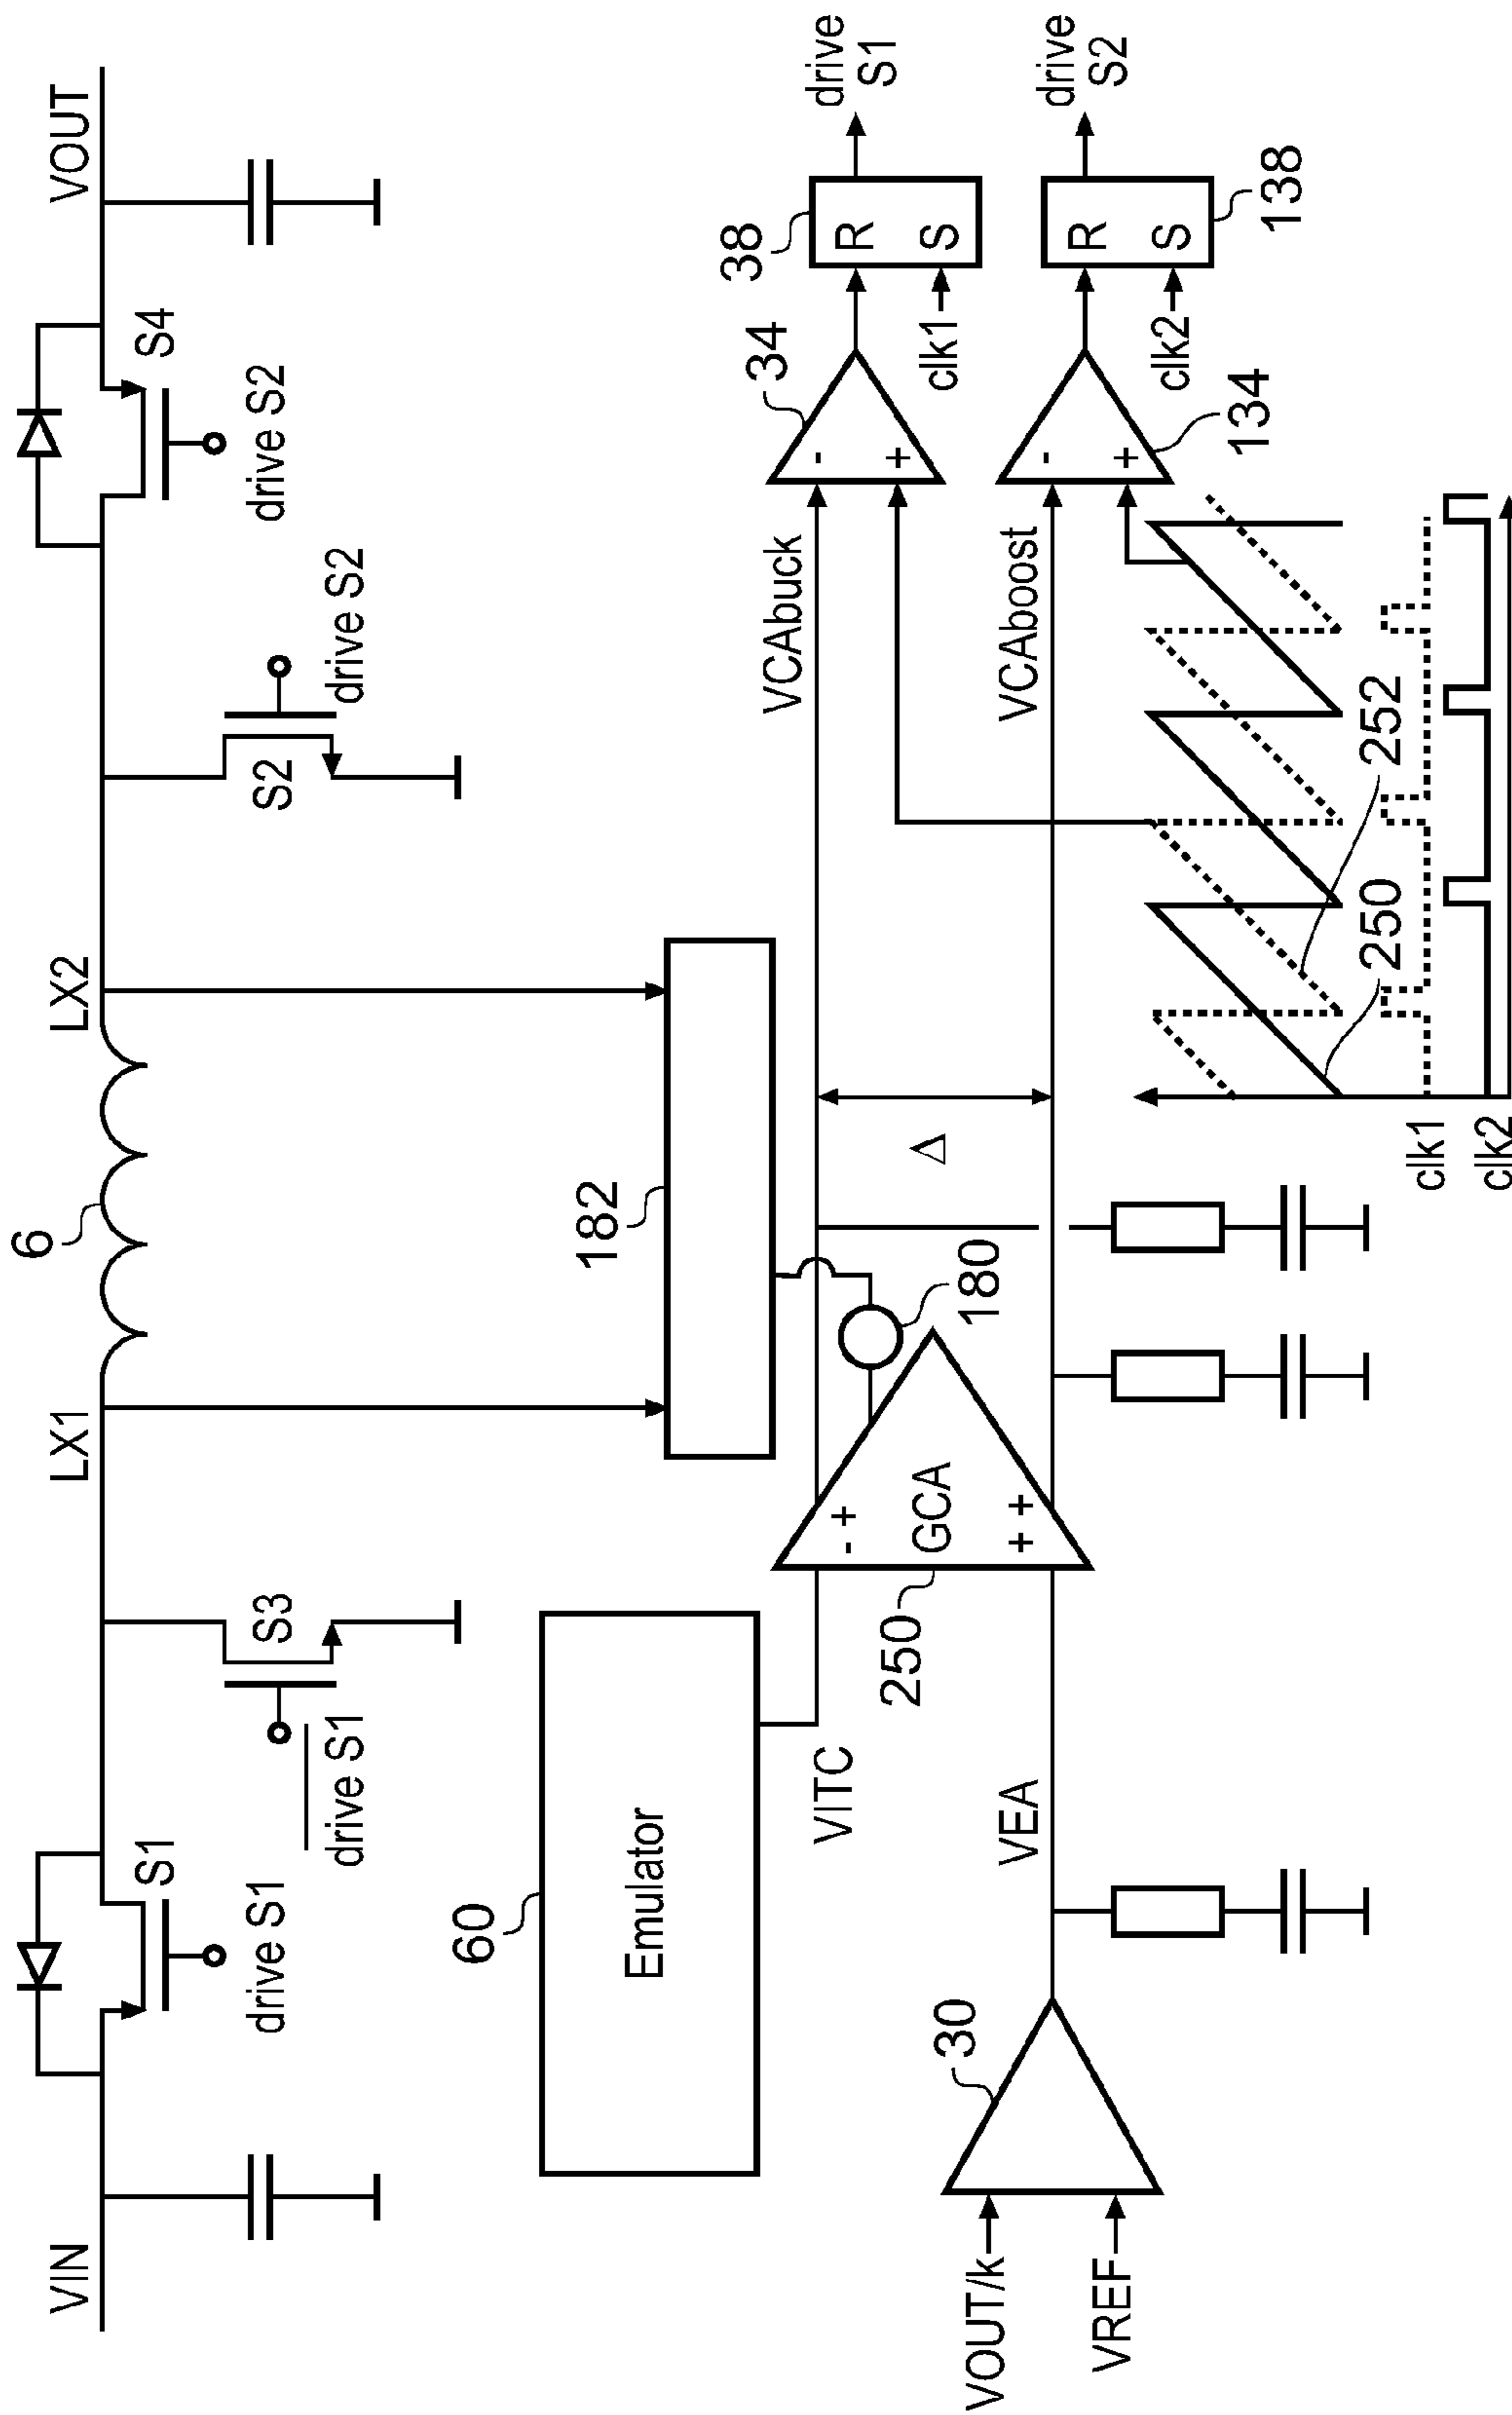 VIN
S1
drive S1
S3
drive S1
LX1
6
LX2
S2
drive S2
S4
drive S2
VOUT
60
Emulator
182
VITC
250
- +
GCA
+ +
180
Δ
VCAbuck
VCAboost
34
-
+
38
R
S
clk1
drive
S1
134
-
+
138
R
S
clk2
drive
S2
30
VOUT/k
VREF
VEA
250
252
clk1
clk2